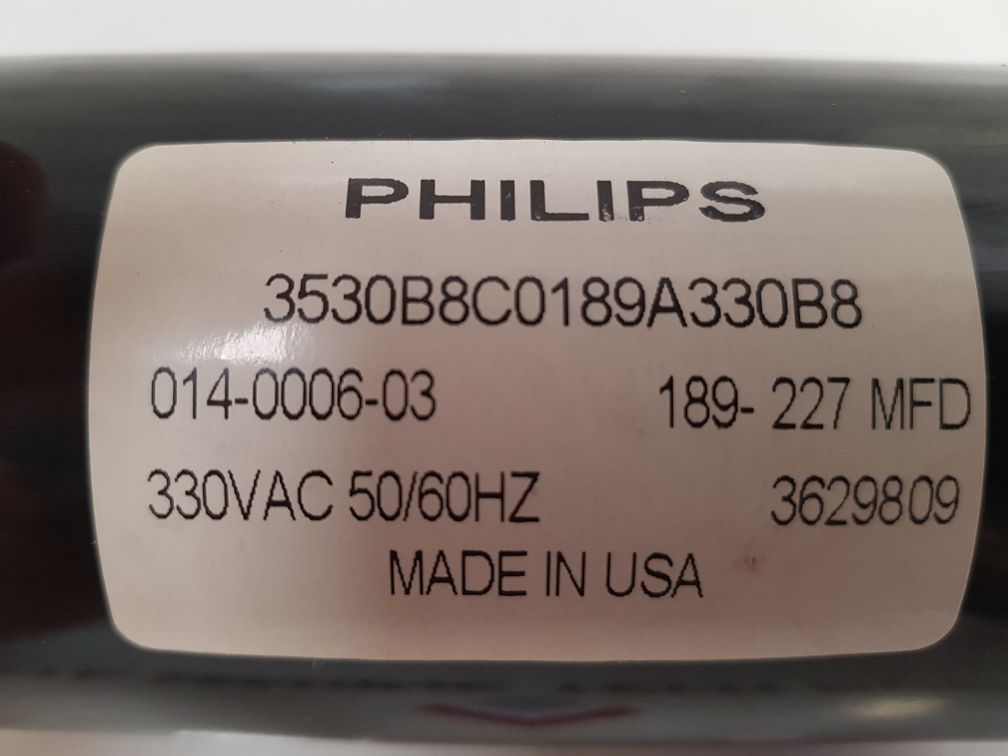 PHILIPS
3530B8C0189A330B8
014-0006-03 189- 227 MFD
330VAC 50/60HZ 3629809
MADE IN USA